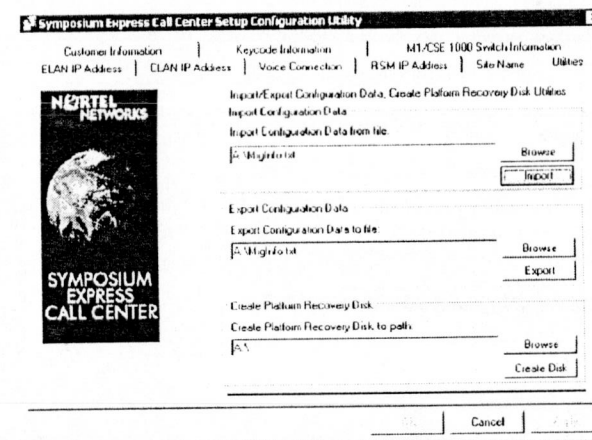 Symposium Express Call Center Setup Configuration Utility
Customer Information
Keycode Information
M1/CSE 1000 Switch Information
ELAN IP Address
CLAN IP Address
Voice Connection
RSM IP Address
Site Name
Utilities
NORTEL
NETWORKS
SYMPOSIUM
EXPRESS
CALL CENTER
Import/Export Configuration Data, Create Platform Recovery Disk Utilities
Import Configuration Data
Import Configuration Data from file:
A:\MigInfo.txt
Browse
Import
Export Configuration Data
Export Configuration Data to file:
A:\MigInfo.txt
Browse
Export
Create Platform Recovery Disk
Create Platform Recovery Disk to path:
A:\
Browse
Create Disk
Cancel